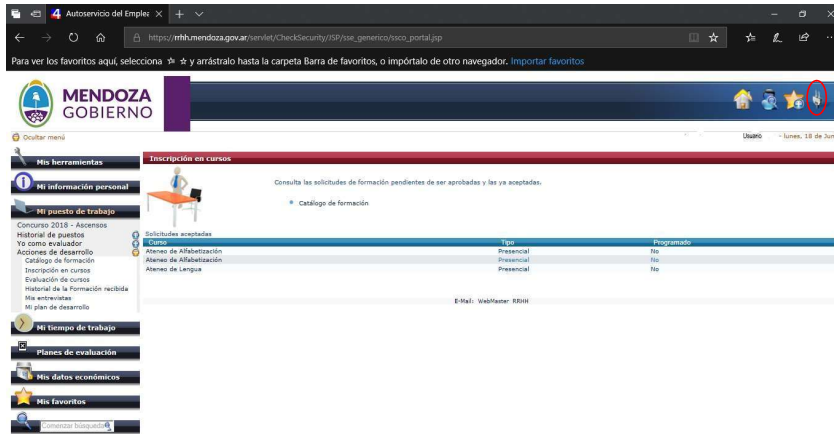 Autoservicio del Emplea
https://rrhh.mendoza.gov.ar/servlet/CheckSecurity/JSP/sse_generico/ssco_portal.jsp
Para ver los favoritos aquí, selecciona y arrástralo hasta la carpeta Barra de favoritos, o impórtalo de otro navegador. Importar favoritos
MENDOZA
GOBIERNO
Ocultar menú
Usuario - lunes, 18 de Jun
Mis herramientas
Mi información personal
Mi puesto de trabajo
Concurso 2018 - Ascensos
Historial de puestos
Yo como evaluador
Acciones de desarrollo
Catálogo de formación
Inscripción en cursos
Evaluación de cursos
Historial de la Formación recibida
Mis entrevistas
Mi plan de desarrollo
Mi tiempo de trabajo
Planes de evaluación
Mis datos económicos
Mis favoritos
Comenzar búsqueda
Inscripción en cursos
Consulta las solicitudes de formación pendientes de ser aprobadas y las ya aceptadas.
Catálogo de formación
Solicitudes aceptadas
Curso Tipo Programado
Ateneo de Alfabetización Presencial No
Ateneo de Alfabetización Presencial No
Ateneo de Lengua Presencial No
E-Mail: WebMaster RRHH